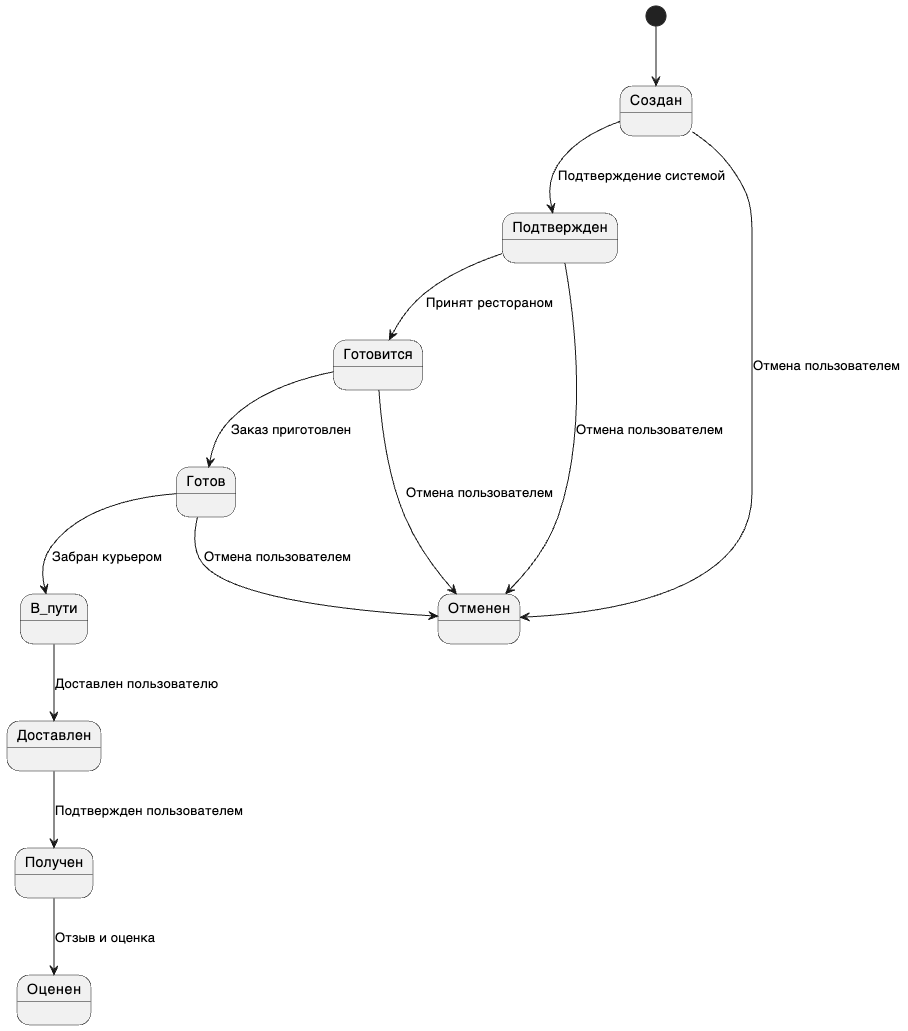 Создан
Подтверждение системой
Подтвержден
Принят рестораном
Готовится
Отмена пользователем
Заказ приготовлен
Отмена пользователем
Готов
Отмена пользователем
Забран курьером
Отмена пользователем
В_пути
Отменен
Доставлен пользователю
Доставлен
Подтвержден пользователем
Получен
Отзыв и оценка
Оценен